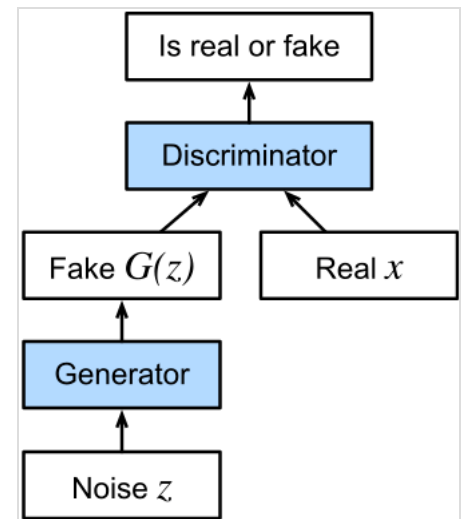 Is real or fake
Discriminator
Fake G(z)
Real x
Generator
Noise z